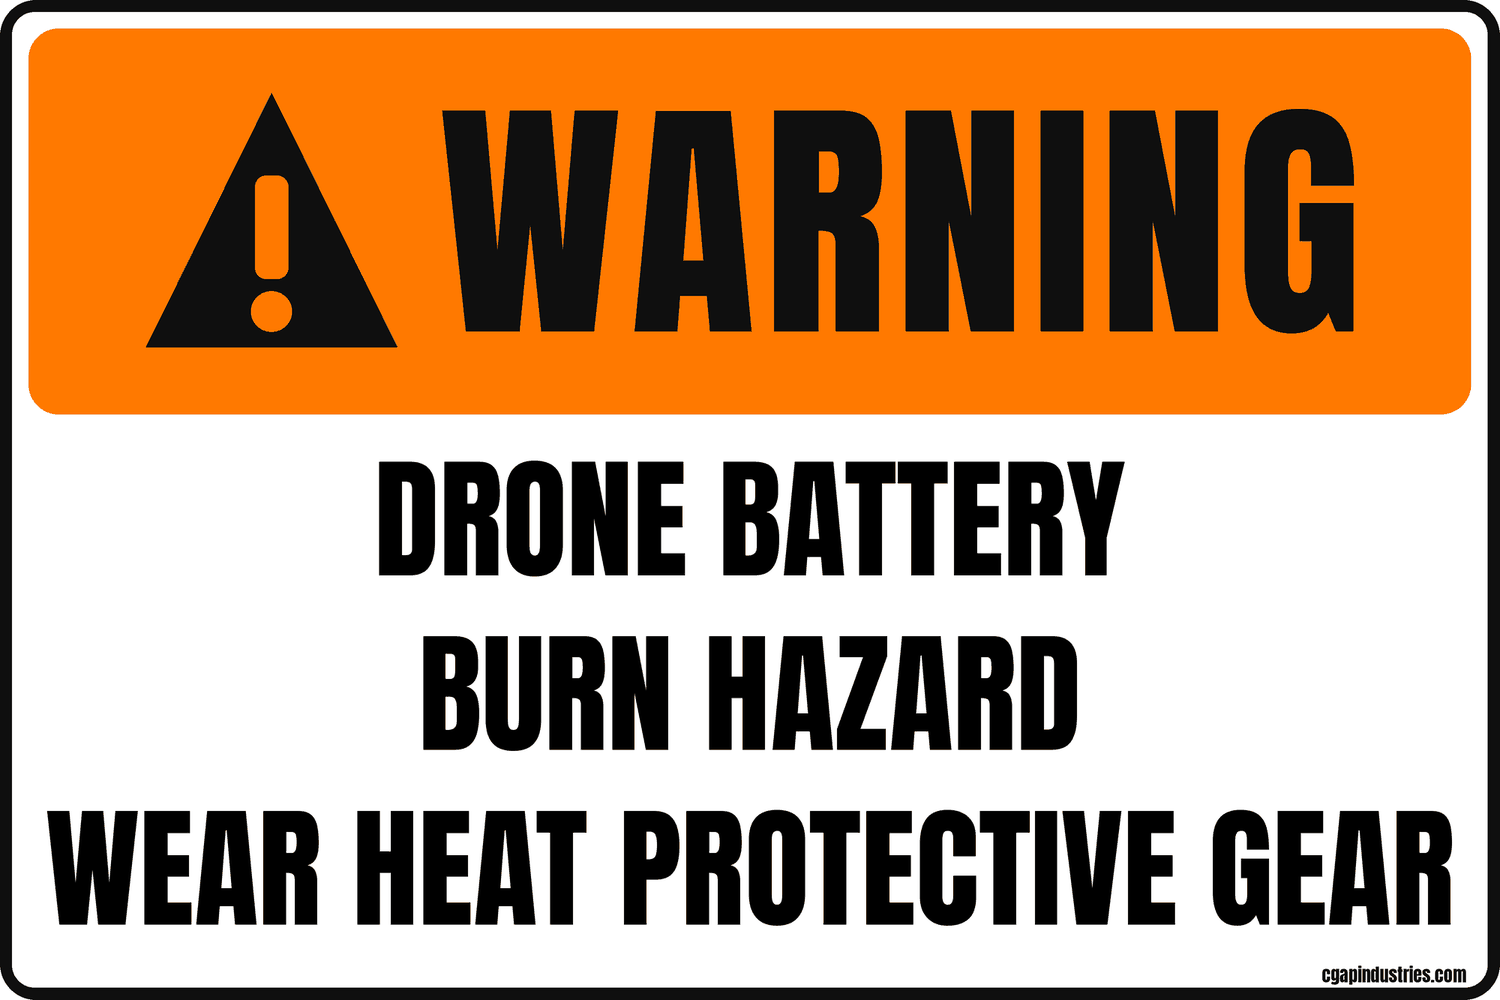 WARNING
DRONE BATTERY
BURN HAZARD
WEAR HEAT PROTECTIVE GEAR
cgapindustries.com